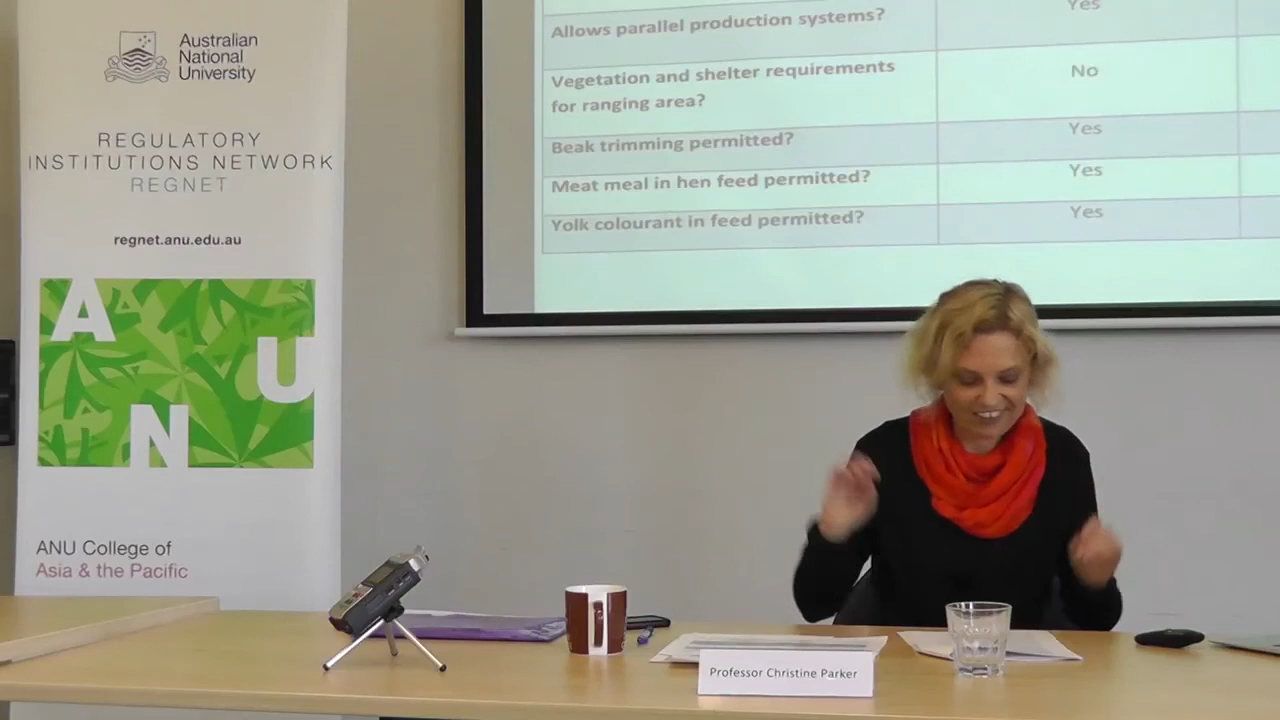 Australian
National
University
REGULATORY
INSTITUTIONS NETWORK
REGNET
regnet.anu.edu.au
A
N
U
ANU College of
Asia & the Pacific
Allows parallel production systems? Yes
Vegetation and shelter requirements
for ranging area? No
Beak trimming permitted? Yes
Meat meal in hen feed permitted? Yes
Yolk colourant in feed permitted? Yes
Professor Christine Parker